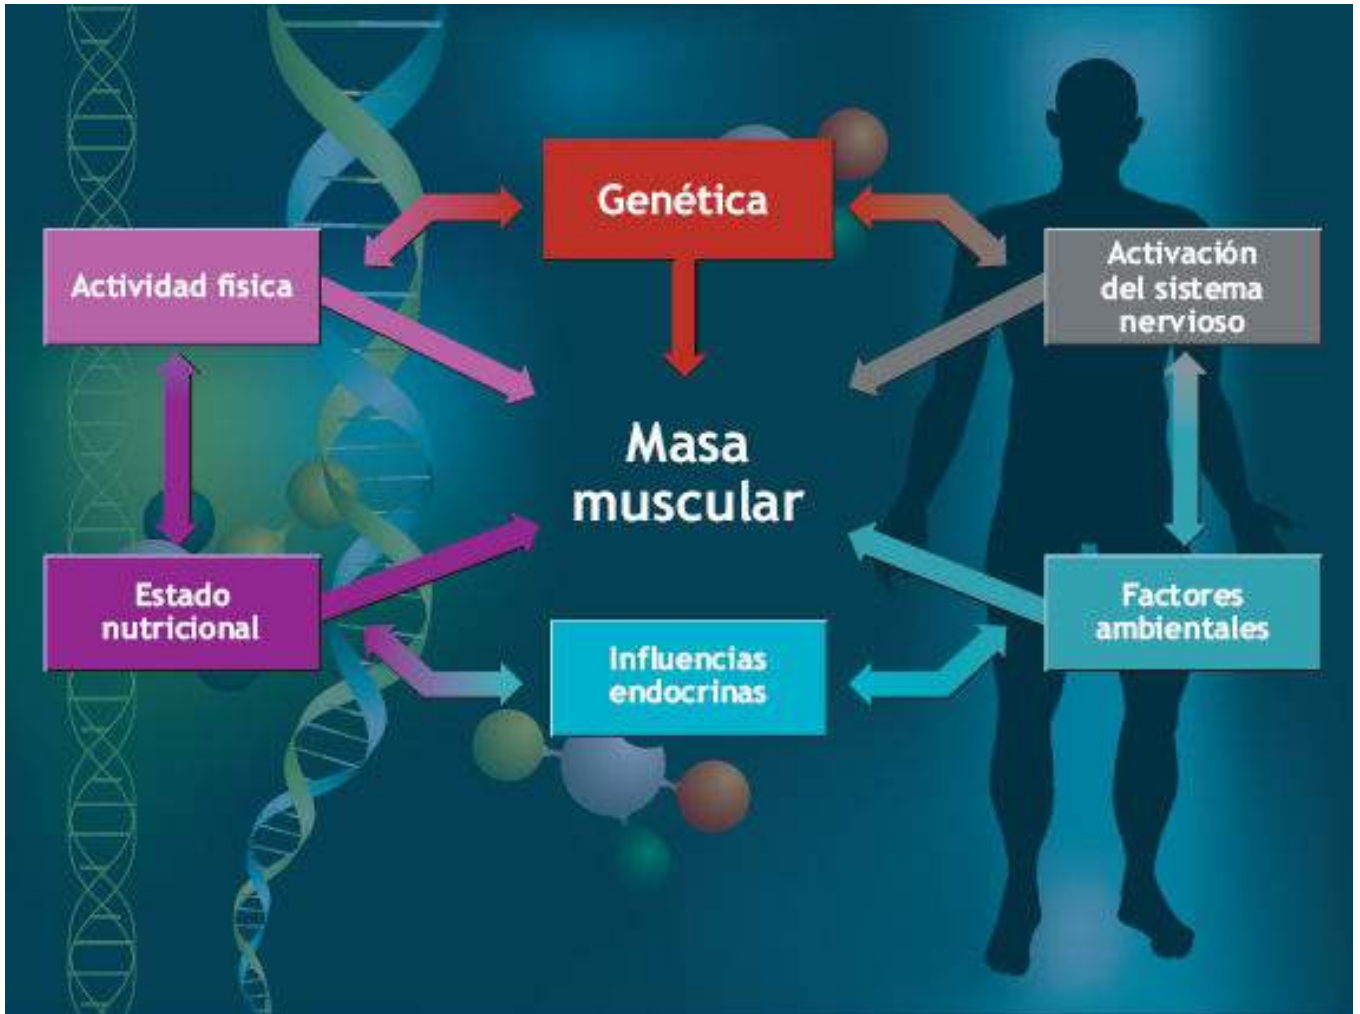 Genética
Actividad física
Activación
del sistema
nervioso
Masa
muscular
Estado
nutricional
Factores
ambientales
Influencias
endocrinas